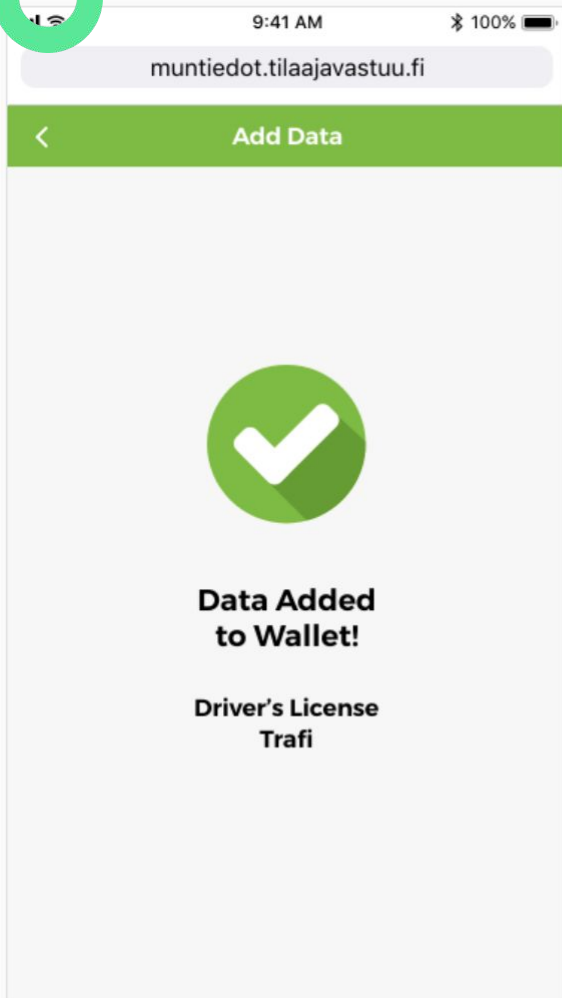 9:41 AM 100%
muntiedot.tilaajavastuu.fi
Add Data
Data Added
to Wallet!
Driver's License
Trafi